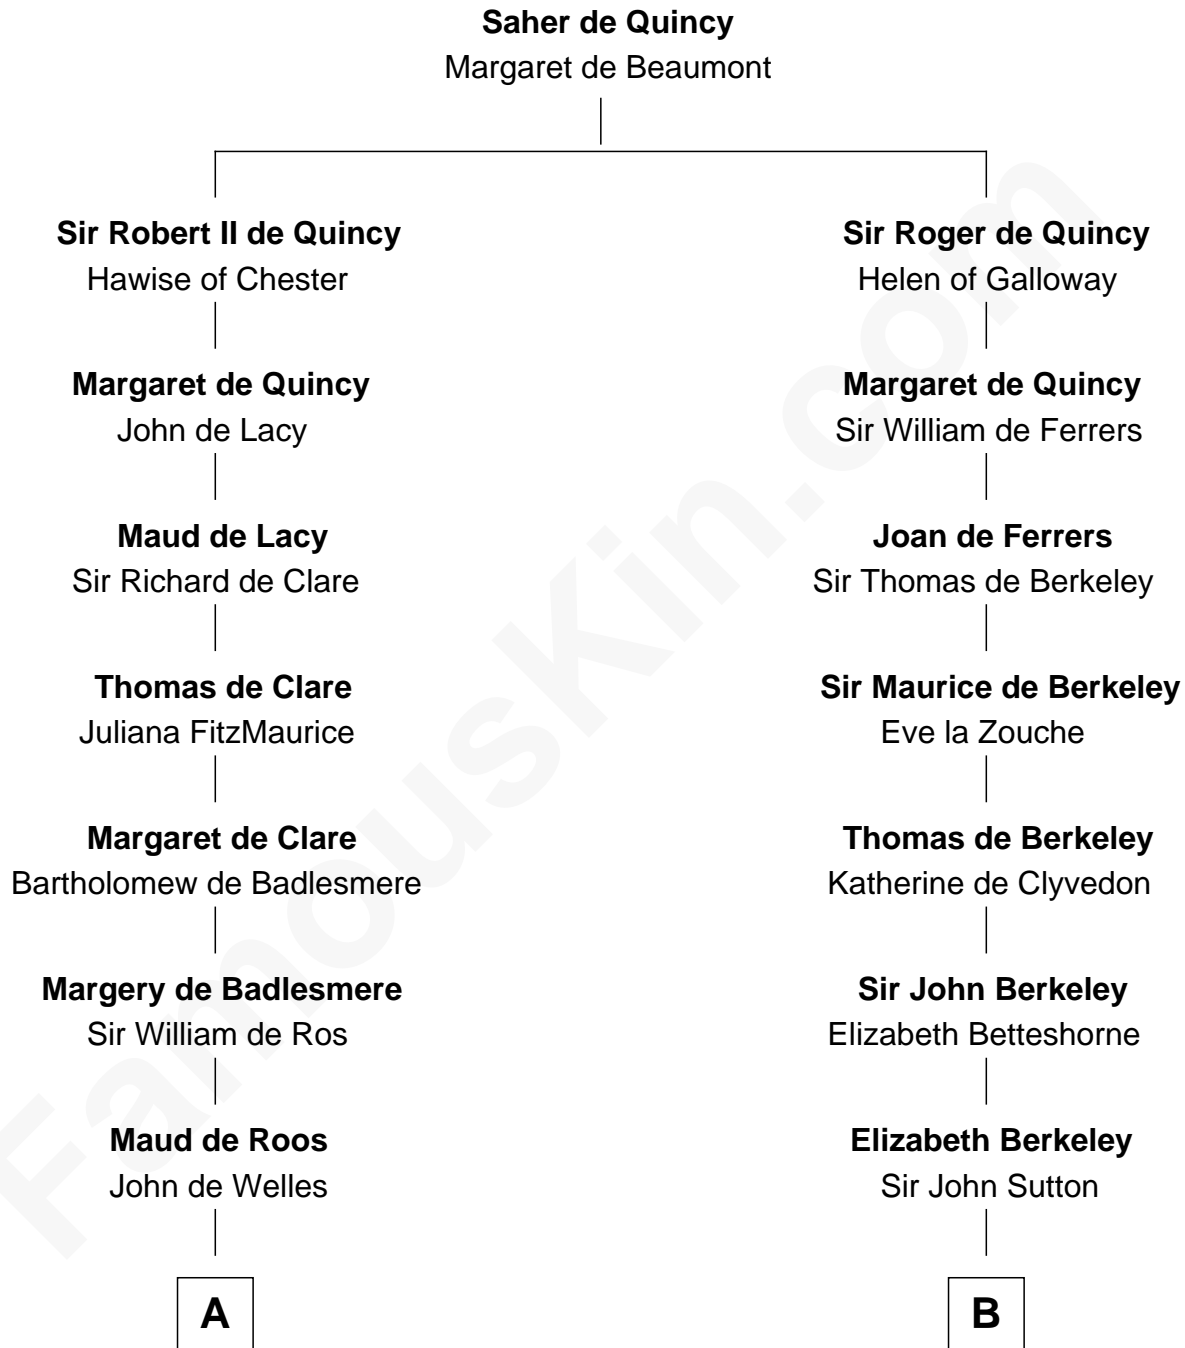 Saher de Quincy
Margaret de Beaumont
Sir Robert II de Quincy
Hawise of Chester
Margaret de Quincy
John de Lacy
Maud de Lacy
Sir Richard de Clare
Thomas de Clare
Juliana FitzMaurice
Margaret de Clare
Bartholomew de Badlesmere
Margery de Badlesmere
Sir William de Ros
Maud de Roos
John de Welles
A
Sir Roger de Quincy
Helen of Galloway
Margaret de Quincy
Sir William de Ferrers
Joan de Ferrers
Sir Thomas de Berkeley
Sir Maurice de Berkeley
Eve la Zouche
Thomas de Berkeley
Katherine de Clyvedon
Sir John Berkeley
Elizabeth Betteshorne
Elizabeth Berkeley
Sir John Sutton
B
FamousKin.com